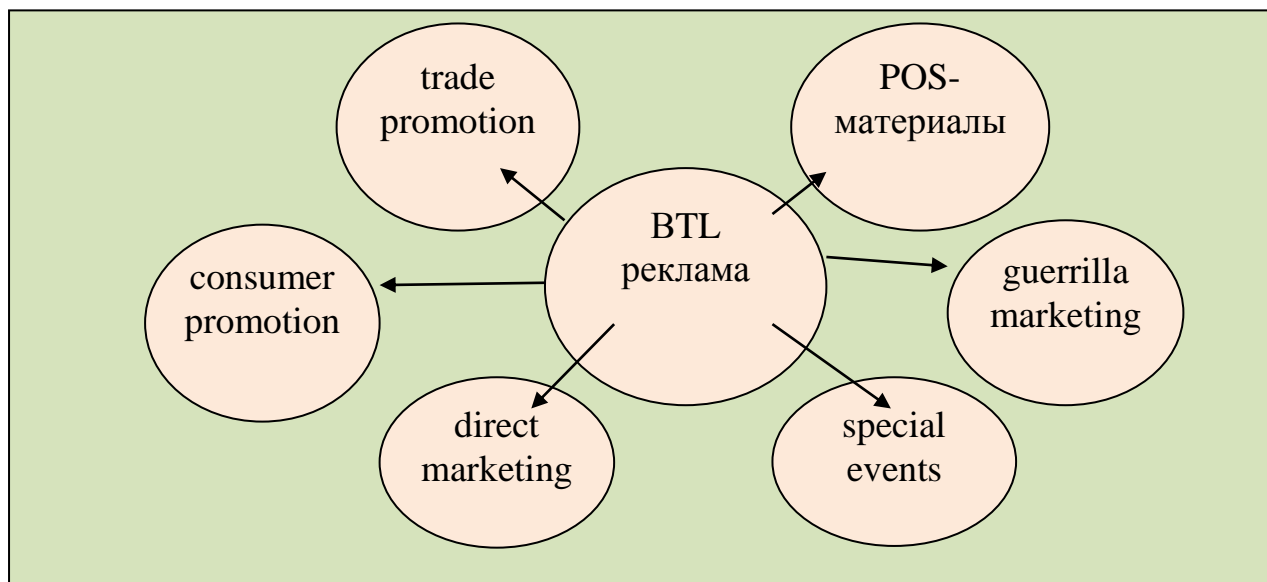 trade
promotion
POS-
материалы
BTL
реклама
consumer
promotion
guerrilla
marketing
direct
marketing
special
events